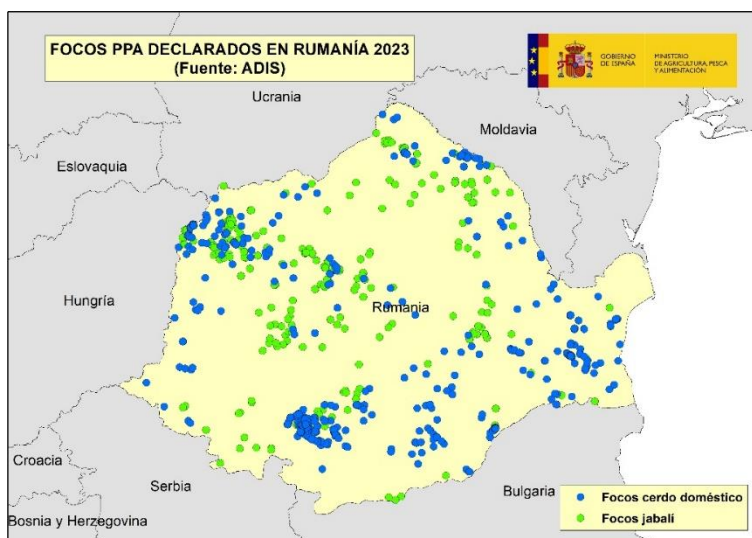 FOCOS PPA DECLARADOS EN RUMANÍA 2023
(Fuente: ADIS)
GOBIERNO
DE ESPAÑA
MINISTERIO
DE AGRICULTURA, PESCA
Y ALIMENTACIÓN
Ucrania
Moldavia
Eslovaquia
Hungría
Rumania
Croacia
Serbia
Bulgaria
Bosnia y Herzegovina
Focos cerdo doméstico
Focos jabalí